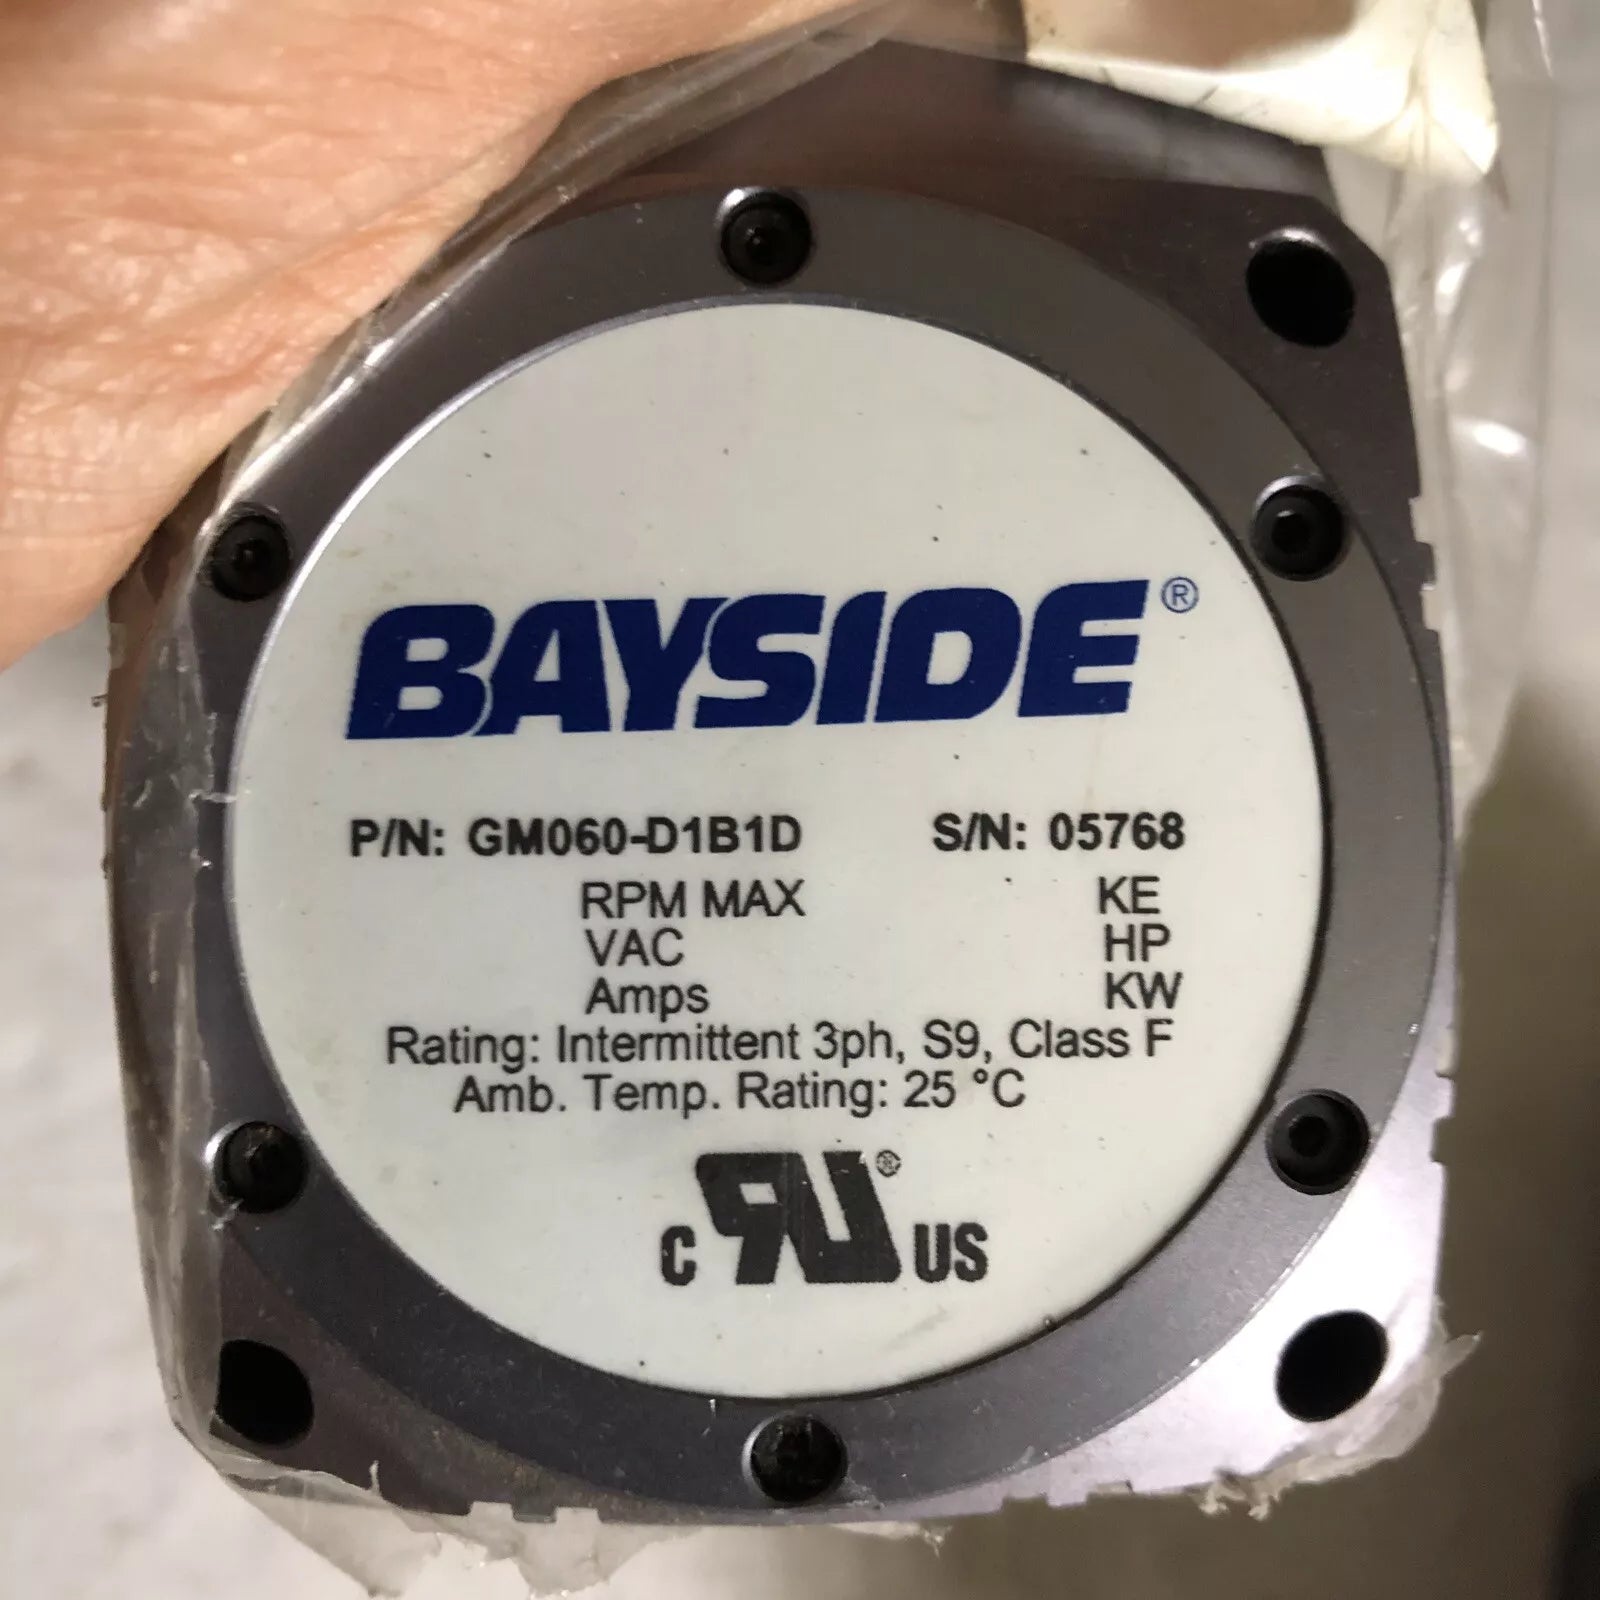 BAYSIDE®
P/N: GM060-D1B1D S/N: 05768
RPM MAX KE
VAC HP
Amps KW
Rating: Intermittent 3ph, S9, Class F
Amb. Temp. Rating: 25 °C
C RU® US